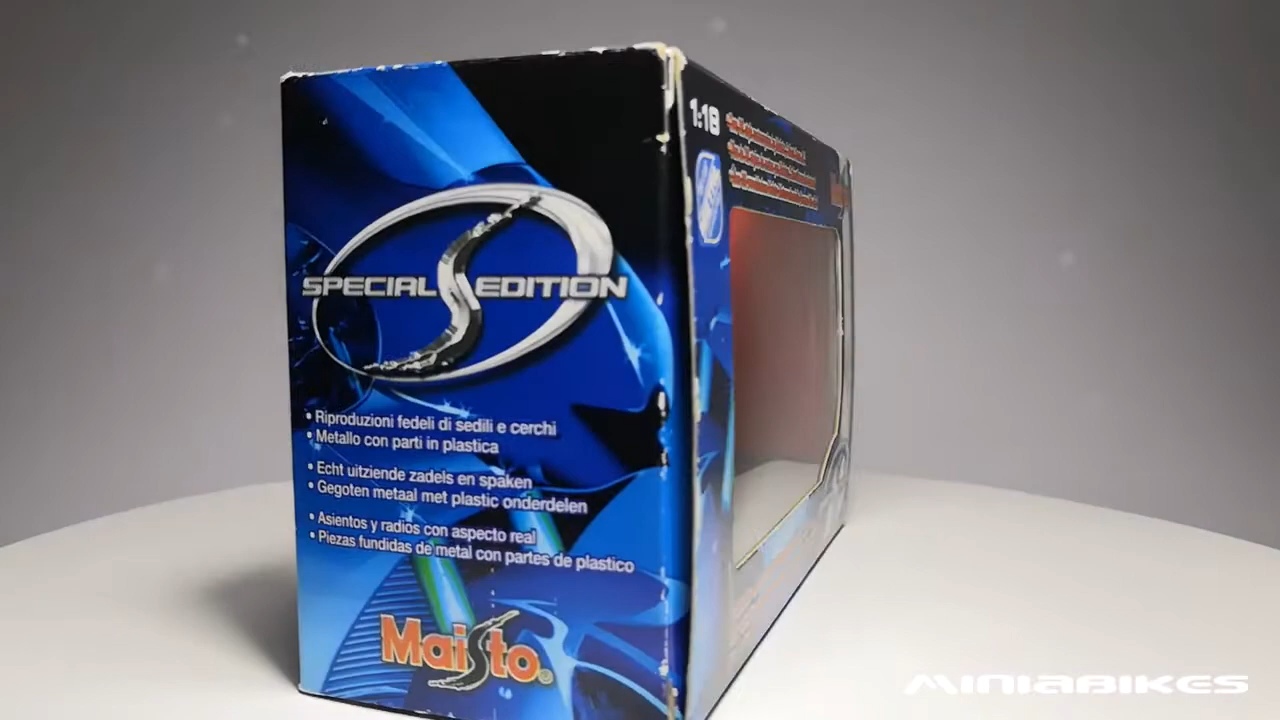 1:18
SPECIAL S EDITION
• Riproduzioni fedeli di sedili e cerchi
• Metallo con parti in plastica
• Echt uitziende zadels en spaken
• Gegoten metaal met plastic onderdelen
• Asientos y radios con aspecto real
• Piezas fundidas de metal con partes de plastico
Maisto®
MINIABIKES